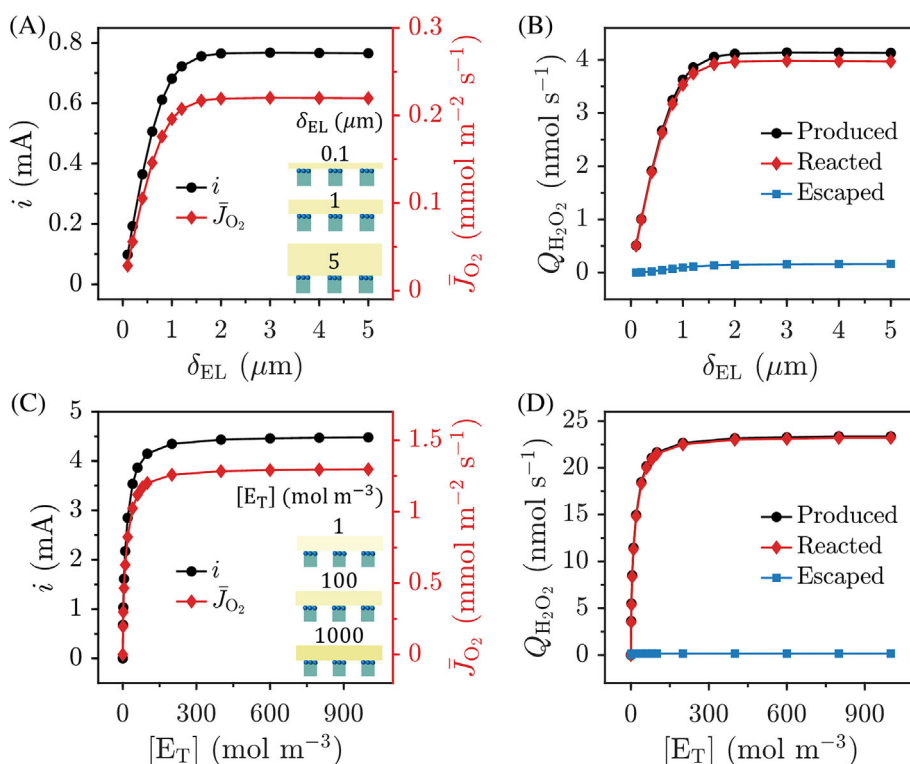 (A)
0.8
0.6
0.4
0.2
0
i (mA)
0 1 2 3 4 5
δEL (μm)
0.3
0.2
0.1
0
J̄O2 (mmol m−2 s−1)
i
J̄O2
δEL (μm)
0.1
1
5
(B)
4
3
2
1
0
QH2O2 (nmol s−1)
0 1 2 3 4 5
δEL (μm)
Produced
Reacted
Escaped
(C)
5
4
3
2
1
0
i (mA)
0 300 600 900
[ET] (mol m−3)
1.5
1
0.5
0
J̄O2 (mmol m−2 s−1)
i
J̄O2
[ET] (mol m−3)
1
100
1000
(D)
25
20
15
10
5
0
QH2O2 (nmol s−1)
0 300 600 900
[ET] (mol m−3)
Produced
Reacted
Escaped